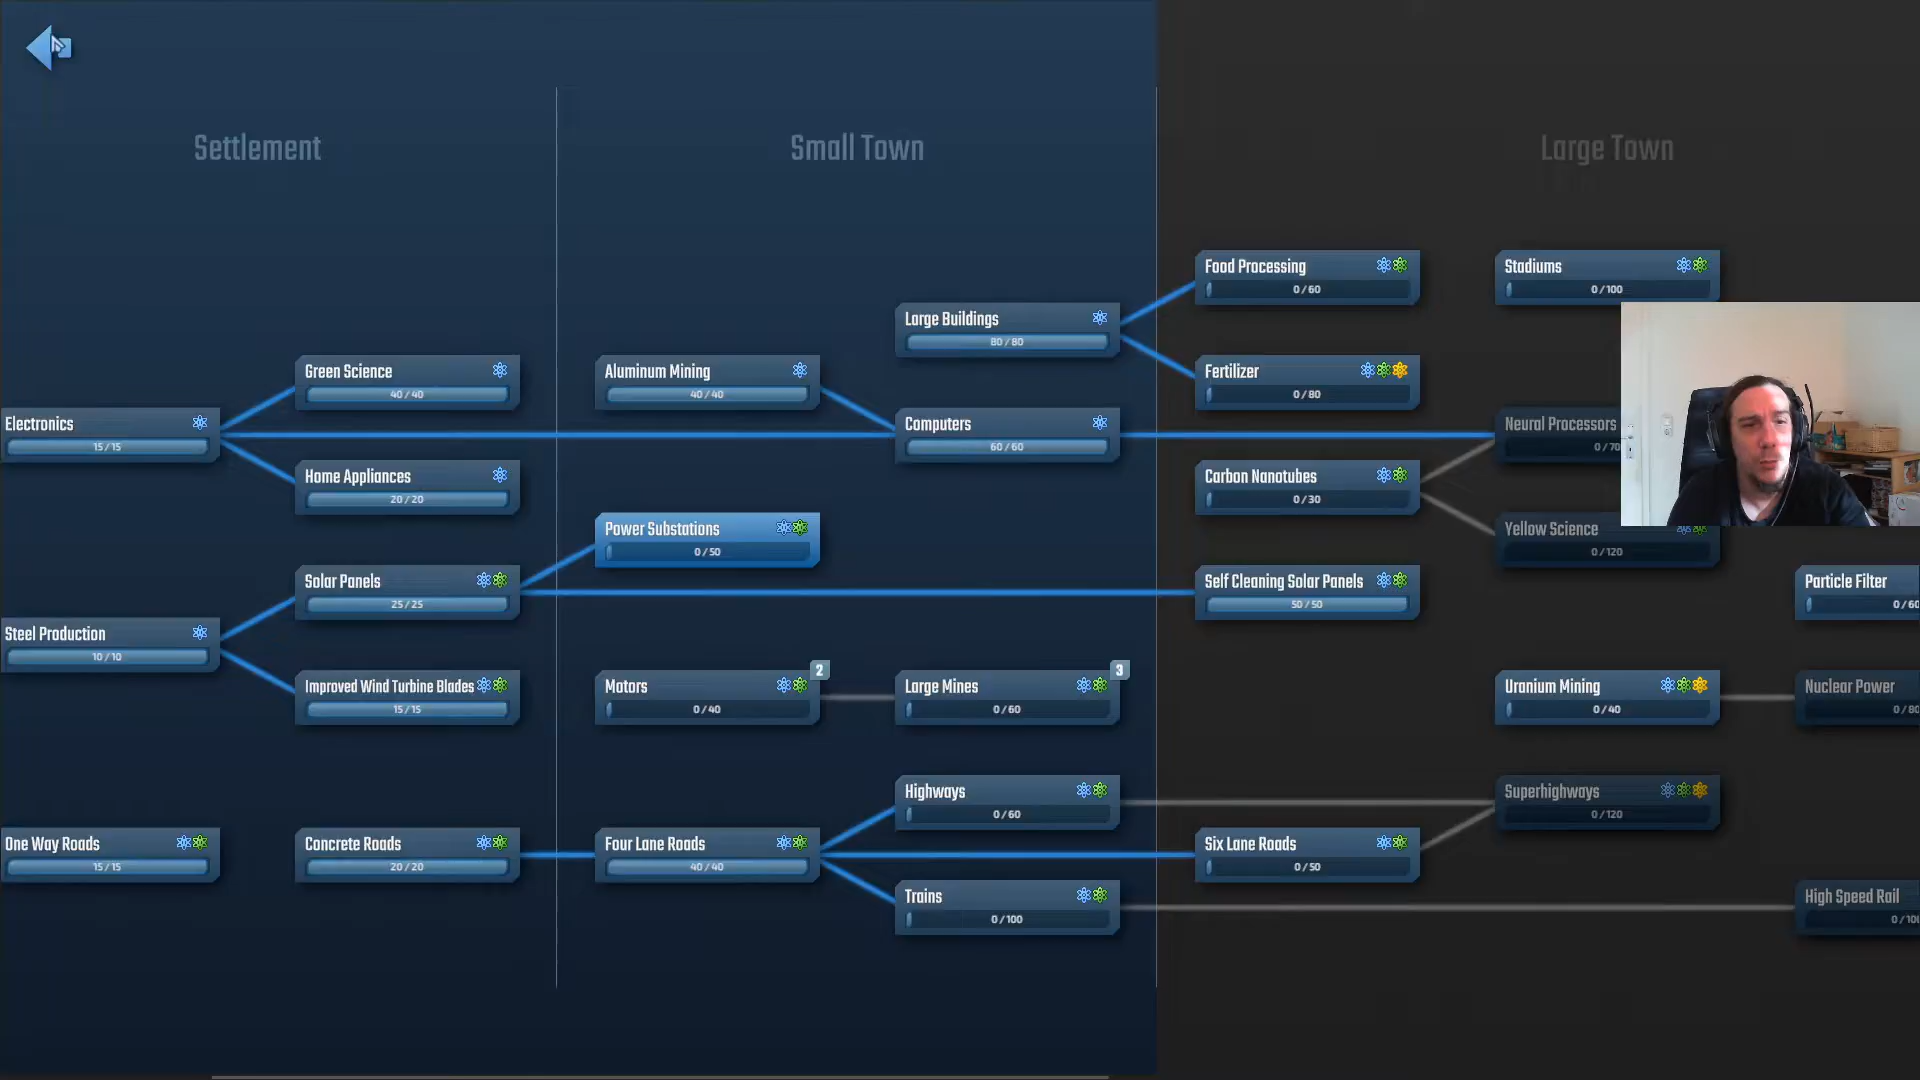 Settlement
Small Town
Large Town
Food Processing
0/60
Stadiums
0/100
Large Buildings
80/80
Green Science
40/40
Aluminum Mining
40/40
Fertilizer
0/80
Electronics
15/15
Computers
60/60
Neural Processors
0/70
Home Appliances
20/20
Carbon Nanotubes
0/30
Power Substations
0/50
Yellow Science
0/120
Solar Panels
25/25
Self Cleaning Solar Panels
50/50
Particle Filter
0/60
Steel Production
10/10
Improved Wind Turbine Blades
15/15
Motors
2
0/40
Large Mines
3
0/60
Uranium Mining
0/40
Nuclear Power
0/80
Highways
0/60
Superhighways
0/120
One Way Roads
15/15
Concrete Roads
20/20
Four Lane Roads
40/40
Six Lane Roads
0/50
Trains
0/100
High Speed Rail